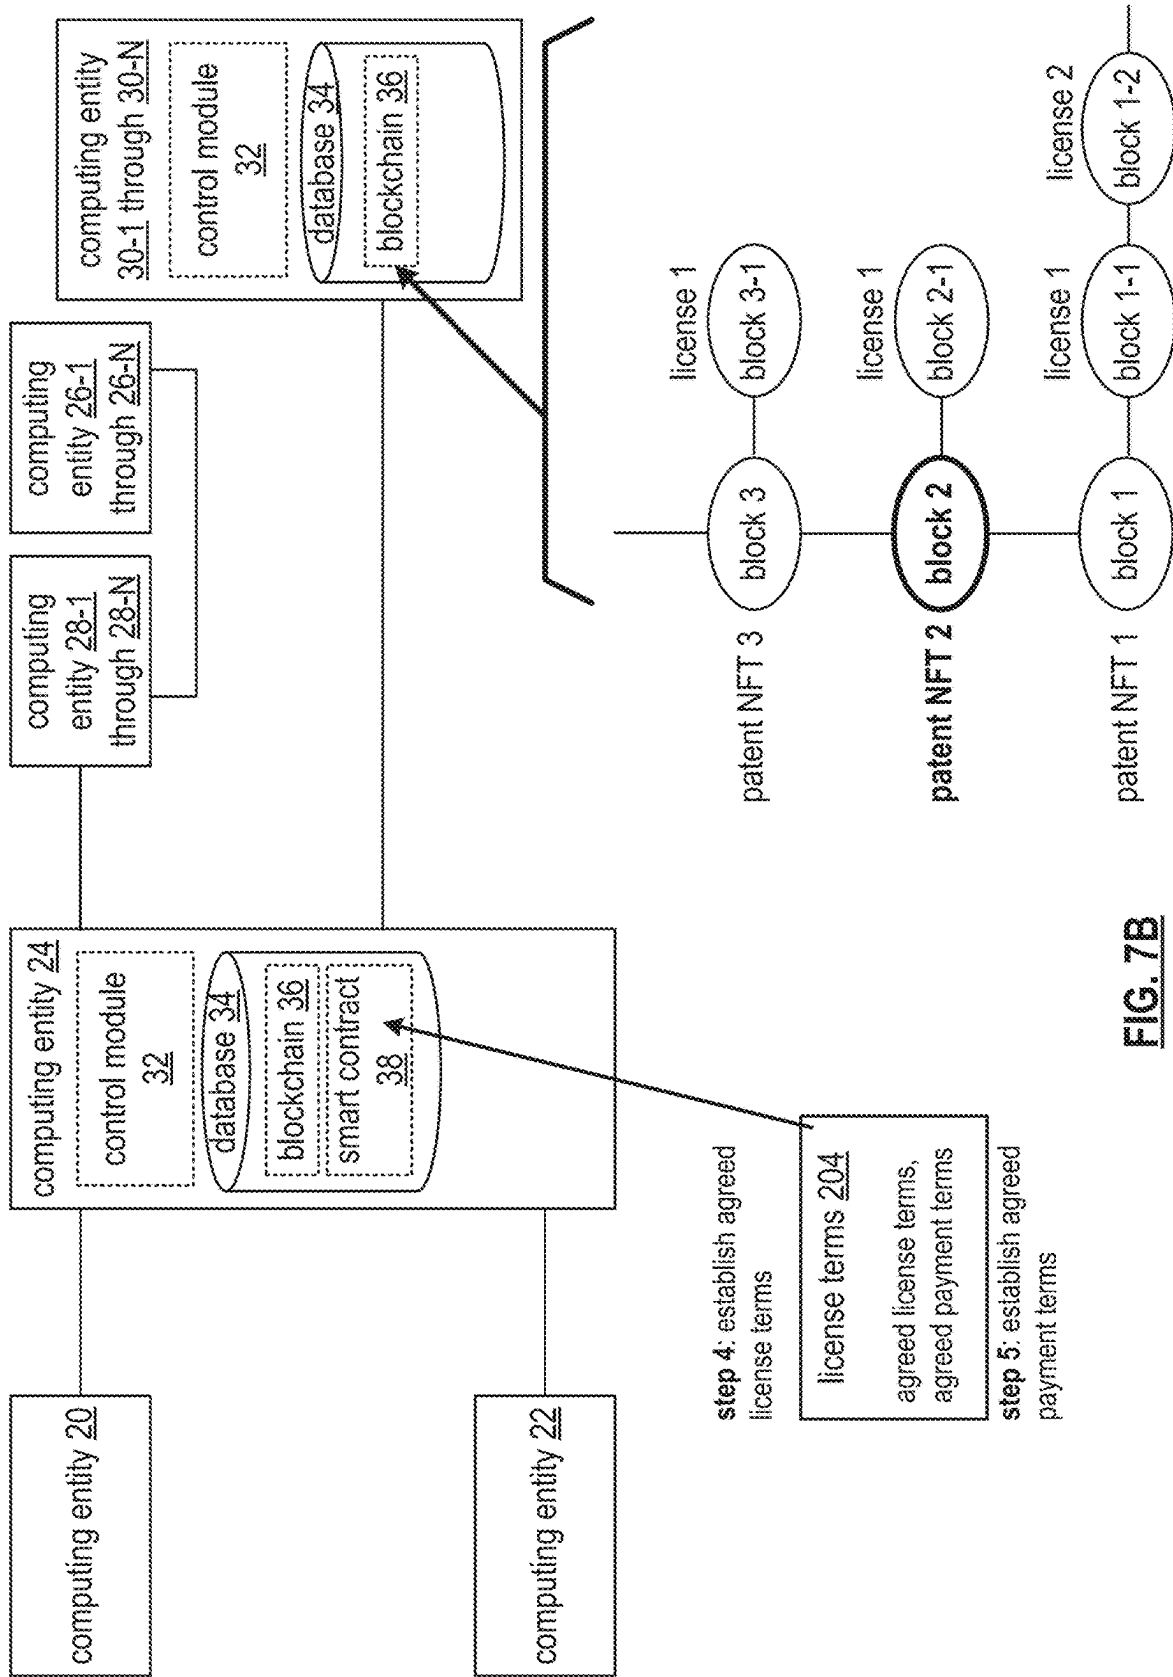 computing entity 20
computing entity 22
computing entity 24
control module
32
database 34
blockchain 36
smart contract
38
computing
entity 28-1
through 28-N
computing
entity 26-1
through 26-N
computing entity
30-1 through 30-N
control module
32
database 34
blockchain 36
step 4: establish agreed
license terms
license terms 204
agreed license terms,
agreed payment terms
step 5: establish agreed
payment terms
patent NFT 3
block 3
license 1
block 3-1
patent NFT 2
block 2
license 1
block 2-1
patent NFT 1
block 1
license 1
block 1-1
license 2
block 1-2
FIG. 7B